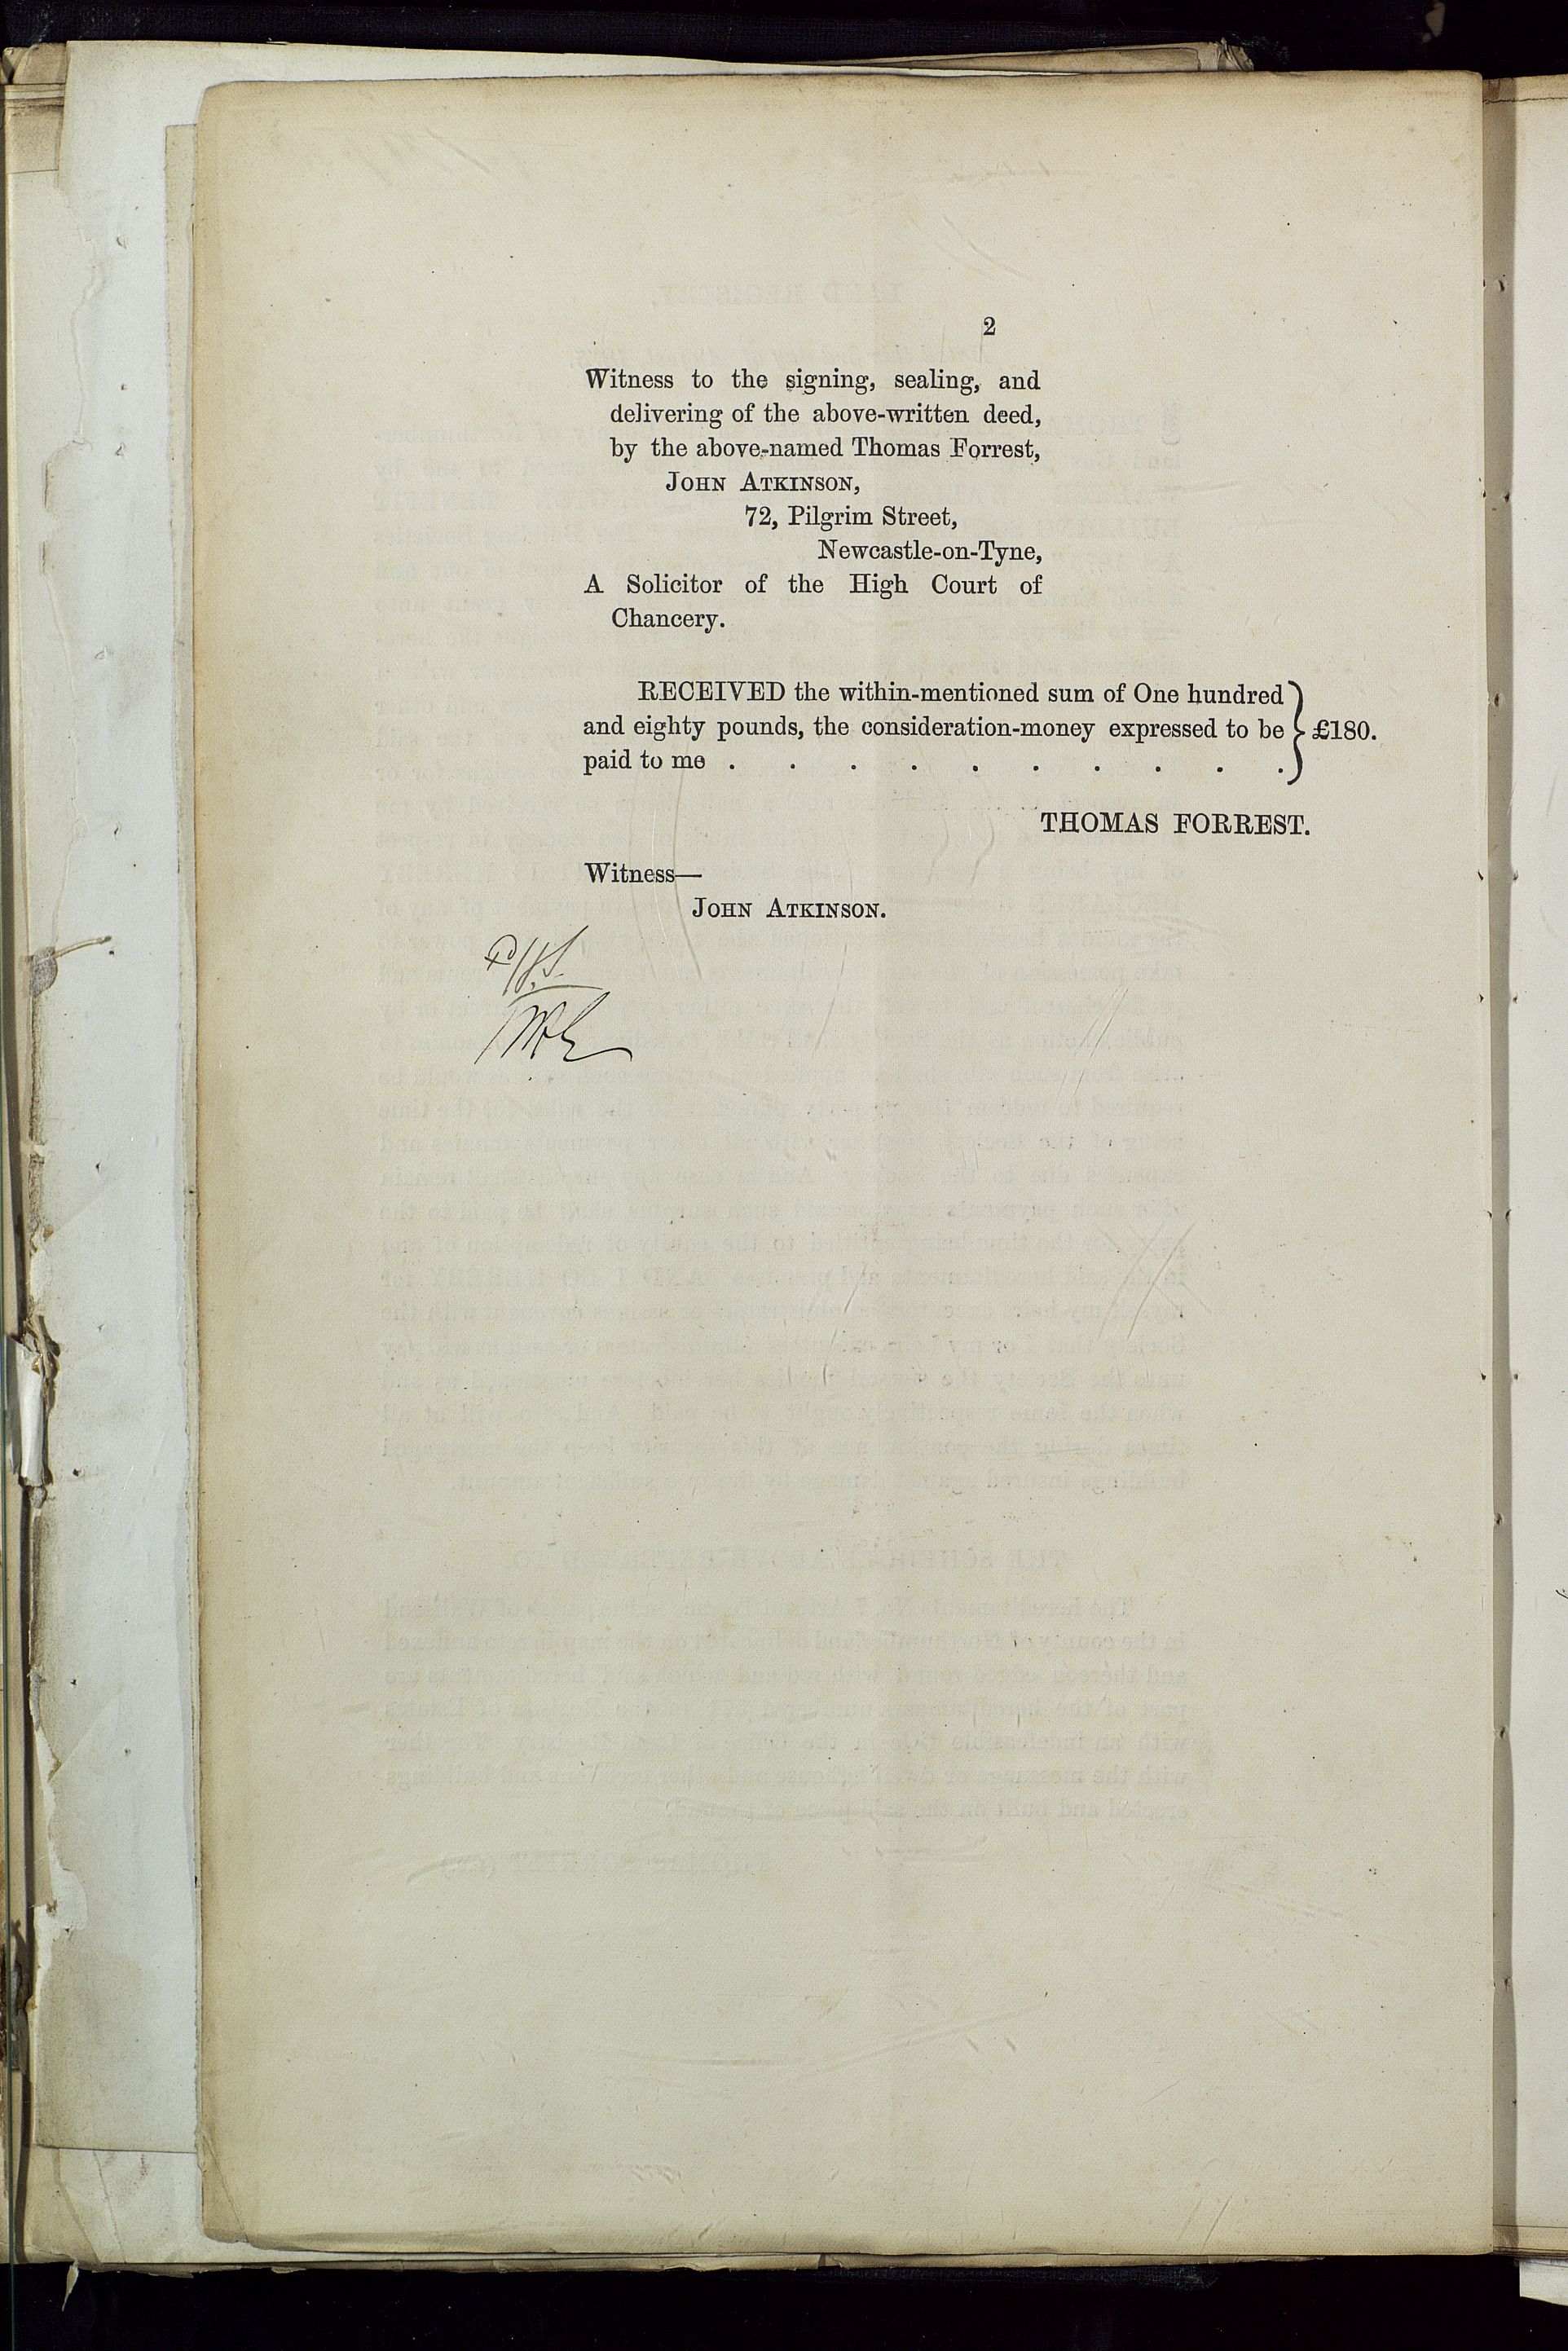 2
Witness to the signing, sealing, and
delivering of the above-written deed,
by the above-named Thomas Forrest,
JOHN ATKINSON,
72, Pilgrim Street,
Newcastle-on-Tyne,
A Solicitor of the High Court of
Chancery.
RECEIVED the within-mentioned sum of One hundred
and eighty pounds, the consideration-money expressed to be } £180.
paid to me . . . . . . . . . .
THOMAS FORREST.
Witness—
JOHN ATKINSON.